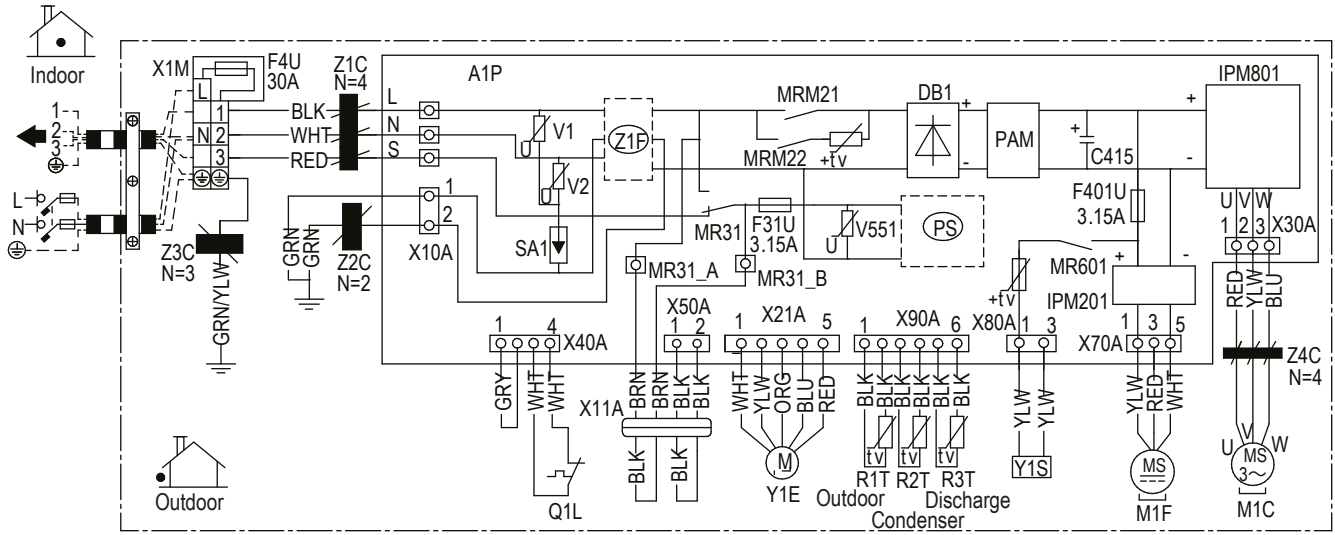 Indoor
X1M
F4U
30A
Z1C
N=4
A1P
L
1
N
2
3
BLK
WHT
RED
L
N
S
V1
U
V2
U
SA1
Z1F
MRM21
MRM22
+tv
DB1
+
-
PAM
+
C415
IPM801
+
-
1
2
3
L
N
Z3C
N=3
GRN/YLW
GRN
GRN
Z2C
N=2
1
2
X10A
MR31
F31U
3.15A
V551
U
PS
MR31_A
MR31_B
F401U
3.15A
MR601
+tv
+
-
IPM201
U V W
1 2 3
X30A
RED
YLW
BLU
Z4C
N=4
1
4
X40A
GRY
WHT
WHT
Q1L
X50A
1
2
BRN
BRN
BLK
BLK
X11A
BLK
BLK
1
X21A
5
WHT
YLW
ORG
BLU
RED
M
Y1E
1
X90A
6
BLK
BLK
BLK
BLK
BLK
BLK
tv
tv
tv
R1T
R2T
R3T
Outdoor
Discharge
Condenser
X80A
1
3
YLW
YLW
Y1S
X70A
1
3
5
YLW
RED
WHT
MS
M1F
U
V
W
MS
3~
M1C
Outdoor